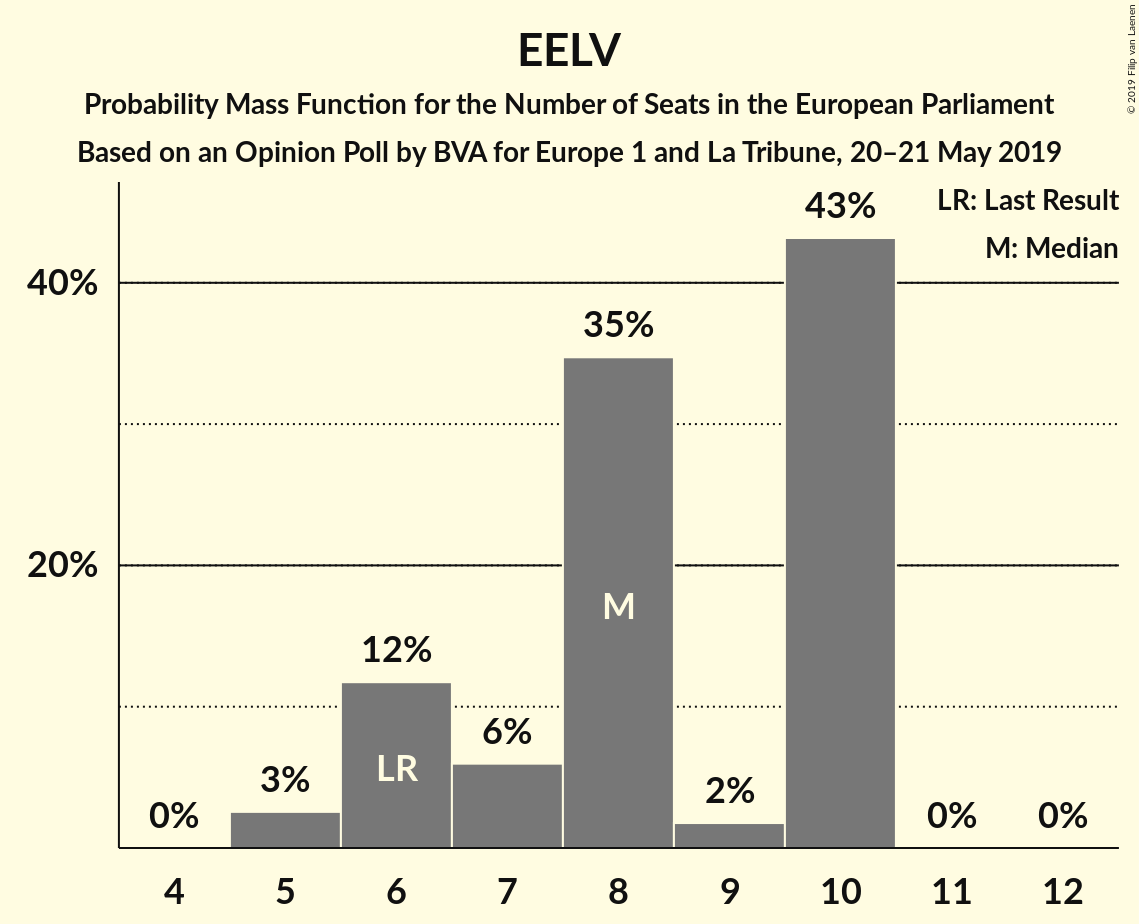 EELV
Probability Mass Function for the Number of Seats in the European Parliament
Based on an Opinion Poll by BVA for Europe 1 and La Tribune, 20–21 May 2019
© 2019 Filip van Laenen
LR: Last Result
M: Median
43%
40%
35%
20%
M
12%
6%
LR
3%
2%
0%
0%
0%
4 5 6 7 8 9 10 11 12